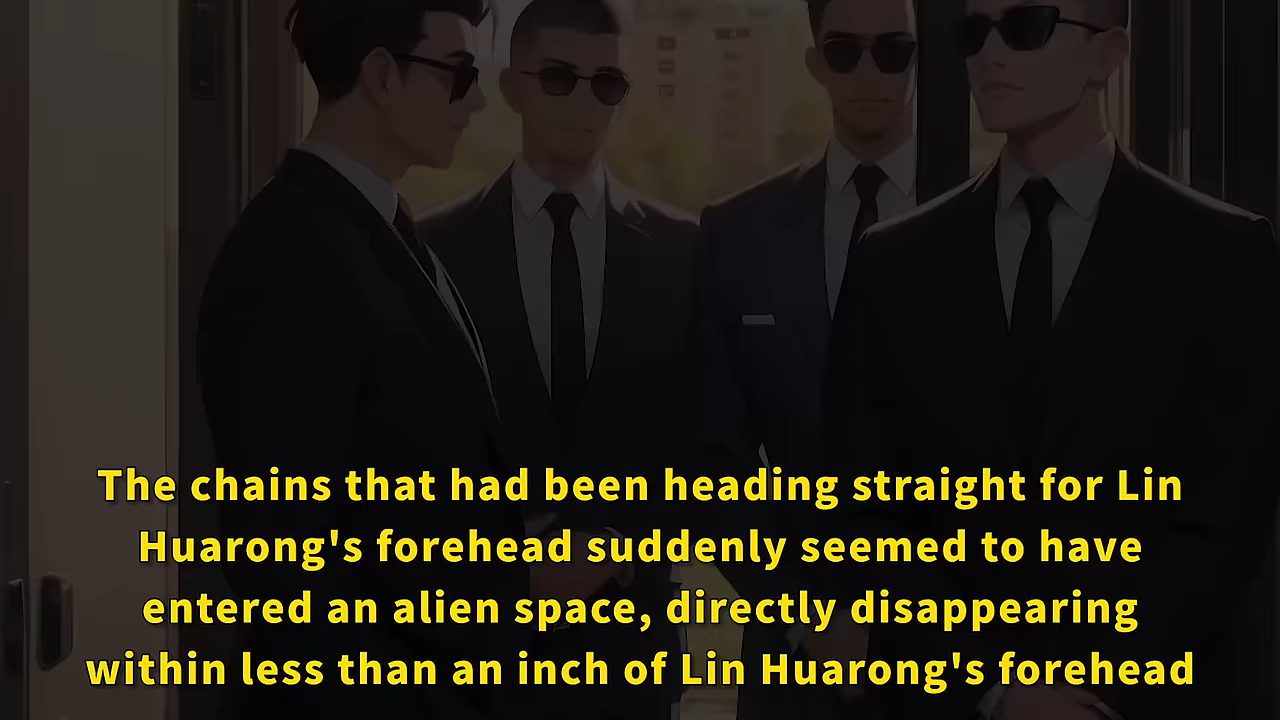 The chains that had been heading straight for Lin
Huarong's forehead suddenly seemed to have
entered an alien space, directly disappearing
within less than an inch of Lin Huarong's forehead